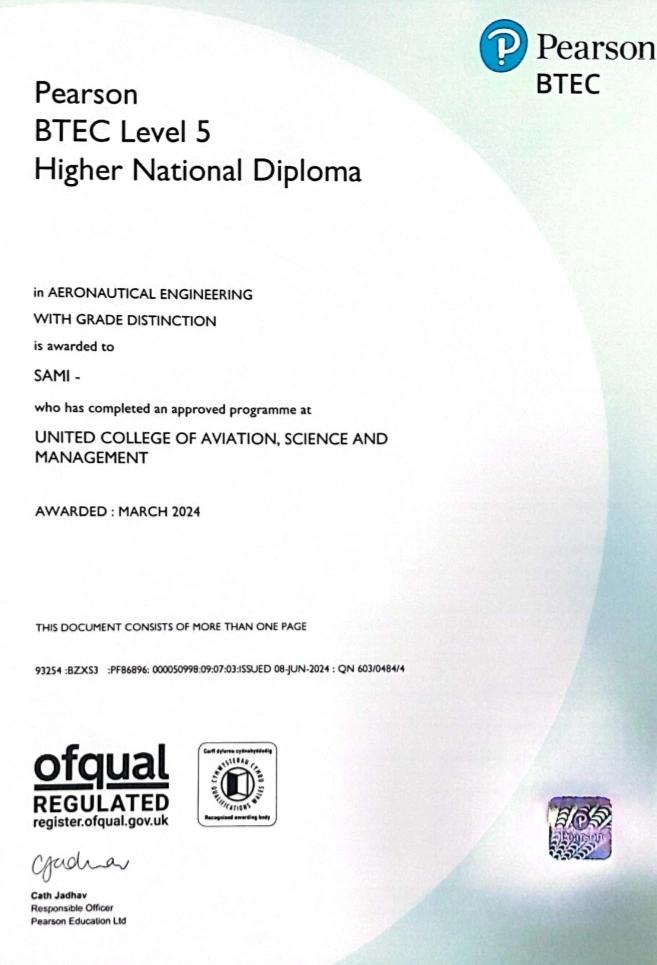 Pearson
BTEC
Pearson
BTEC Level 5
Higher National Diploma
in AERONAUTICAL ENGINEERING
WITH GRADE DISTINCTION
is awarded to
SAMI -
who has completed an approved programme at
UNITED COLLEGE OF AVIATION, SCIENCE AND
MANAGEMENT
AWARDED : MARCH 2024
THIS DOCUMENT CONSISTS OF MORE THAN ONE PAGE
93254 :BZXS3 :PF86896: 000050998:09:07:03:ISSUED 08-JUN-2024 : QN 603/0484/4
ofqual
REGULATED
register.ofqual.gov.uk
Corff dyfarnu cydnabyddedig
CYMWYSTERAU CYMRU
QUALIFICATIONS WALES
Recognised awarding body
Pearson
CJadhav
Cath Jadhav
Responsible Officer
Pearson Education Ltd